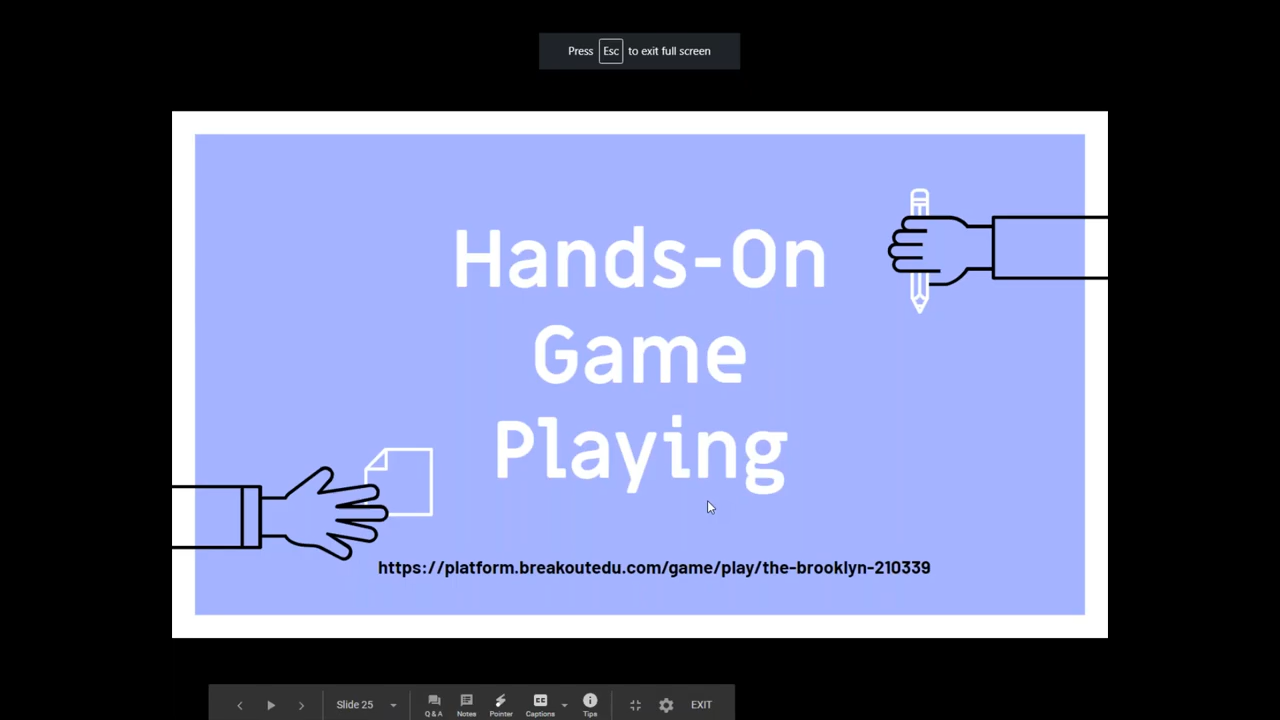 Press Esc to exit full screen
Hands-On
Game
Playing
https://platform.breakoutedu.com/game/play/the-brooklyn-210339
Slide 25
Q & A
Notes
Pointer
CC
Captions
Tips
EXIT